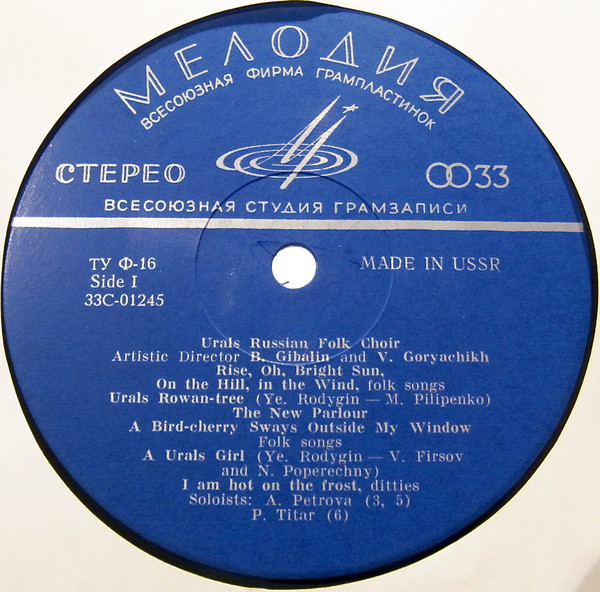 МЕЛОДИЯ
ВСЕСОЮЗНАЯ ФИРМА ГРАМПЛАСТИНОК
СТЕРЕО
33
ВСЕСОЮЗНАЯ СТУДИЯ ГРАМЗАПИСИ
ТУ Ф-16
MADE IN USSR
Side I
33С-01245
Urals Russian Folk Choir
Artistic Director B. Gibalin and V. Goryachikh
Rise, Oh, Bright Sun,
On the Hill, in the Wind, folk songs
Urals Rowan-tree (Ye. Rodygin — M. Pilipenko)
The New Parlour
A Bird-cherry Sways Outside My Window
Folk songs
A Urals Girl (Ye. Rodygin — V. Firsov
and N. Poperechny)
I am hot on the frost, ditties
Soloists: A. Petrova (3, 5)
P. Titar (6)